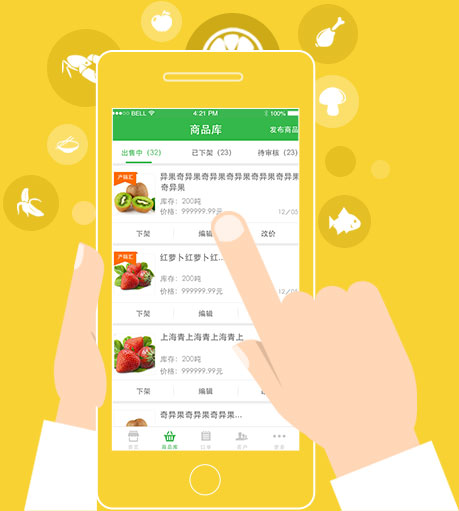 BELL 4:21 PM 100%
商品库 发布商品
出售中 (32) 已下架 (23) 待审核 (23)
产销汇
异果奇异果奇异果奇异果奇异果奇异果
奇异果
库存：200吨
价格：999999.99元 12/05
下架 编辑 改价
产销汇
红萝卜红萝卜红...
库存：200吨
价格：999999.99元 12/05
下架 编辑
上海青上海青上海青上
库存：200吨
价格：999999.99元
下架 编辑
奇异果奇异果奇异果...
首页 商品库 订单 客户 更多